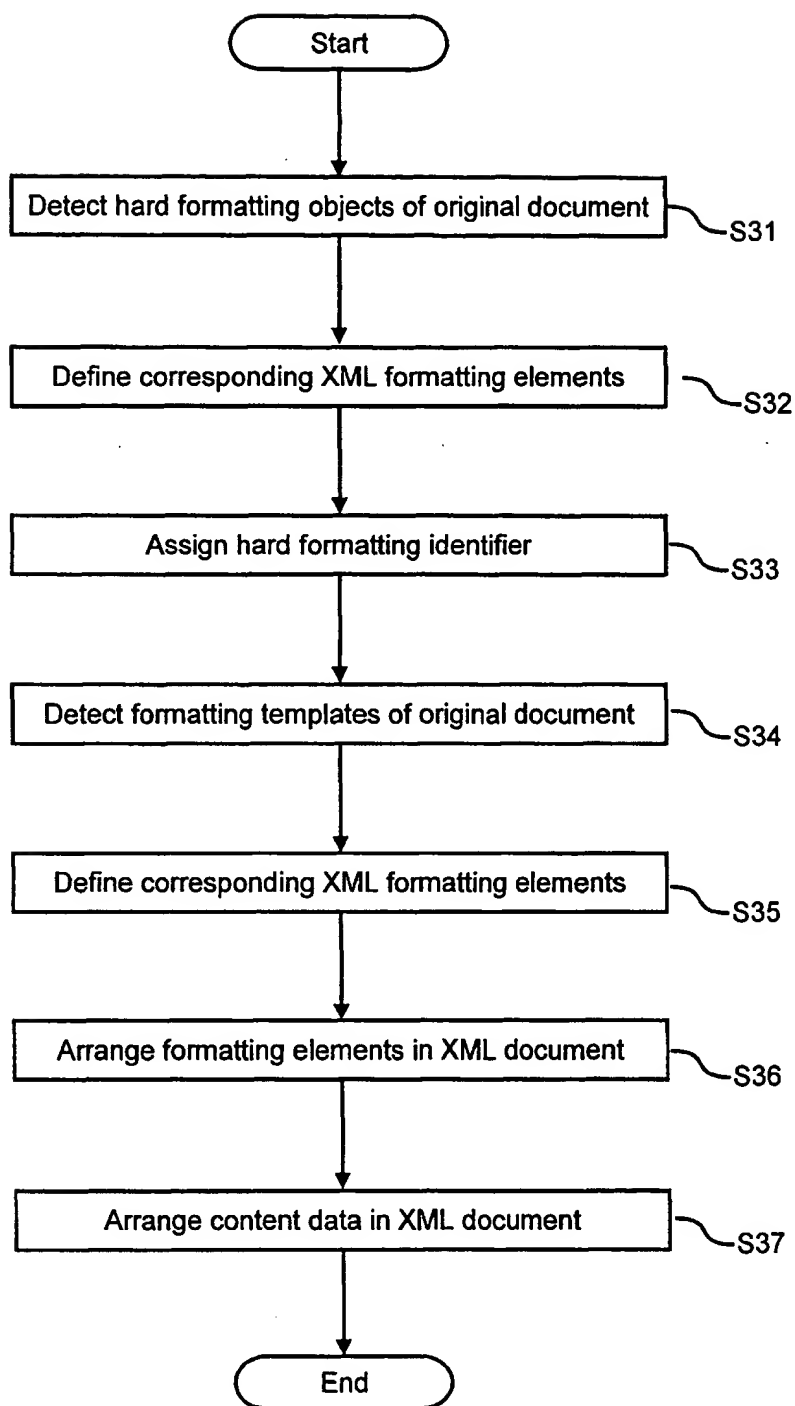 Start
Detect hard formatting objects of original document
S31
Define corresponding XML formatting elements
S32
Assign hard formatting identifier
S33
Detect formatting templates of original document
S34
Define corresponding XML formatting elements
S35
Arrange formatting elements in XML document
S36
Arrange content data in XML document
S37
End